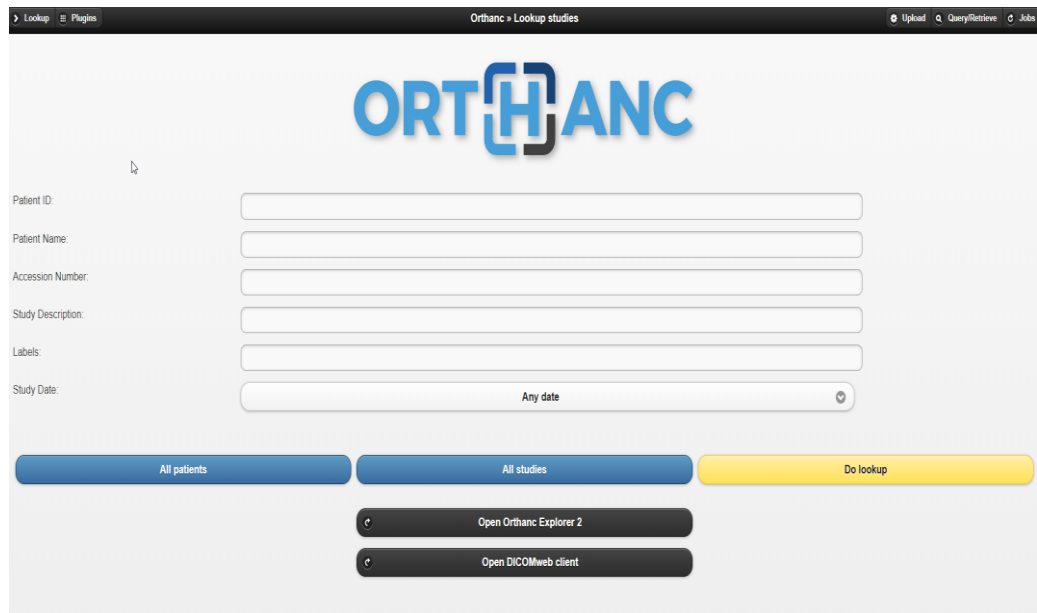 Lookup Plugins Orthanc » Lookup studies Upload Query/Retrieve Jobs
ORTHANC
Patient ID:
Patient Name:
Accession Number:
Study Description:
Labels:
Study Date: Any date
All patients All studies Do lookup
Open Orthanc Explorer 2
Open DICOMweb client